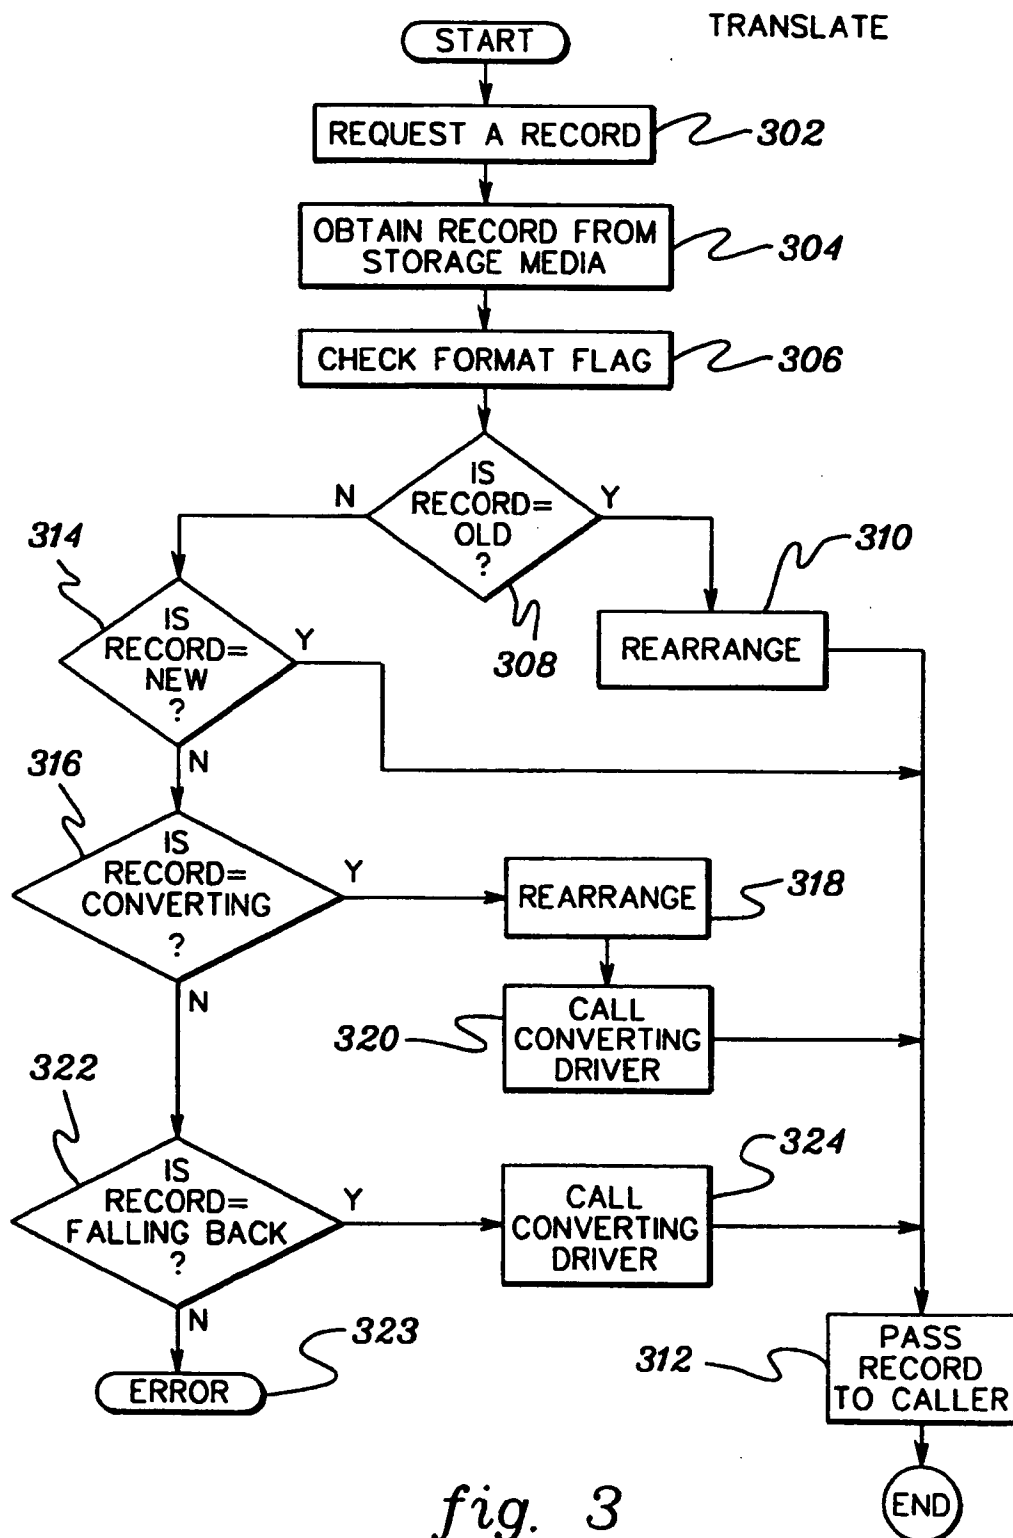 TRANSLATE
START
REQUEST A RECORD
302
OBTAIN RECORD FROM
STORAGE MEDIA
304
CHECK FORMAT FLAG
306
IS
RECORD=
OLD
?
N
Y
308
310
REARRANGE
314
IS
RECORD=
NEW
?
Y
N
316
IS
RECORD=
CONVERTING
?
Y
N
REARRANGE
318
CALL
CONVERTING
DRIVER
320
322
IS
RECORD=
FALLING BACK
?
Y
N
CALL
CONVERTING
DRIVER
324
ERROR
323
PASS
RECORD
TO CALLER
312
END
fig. 3